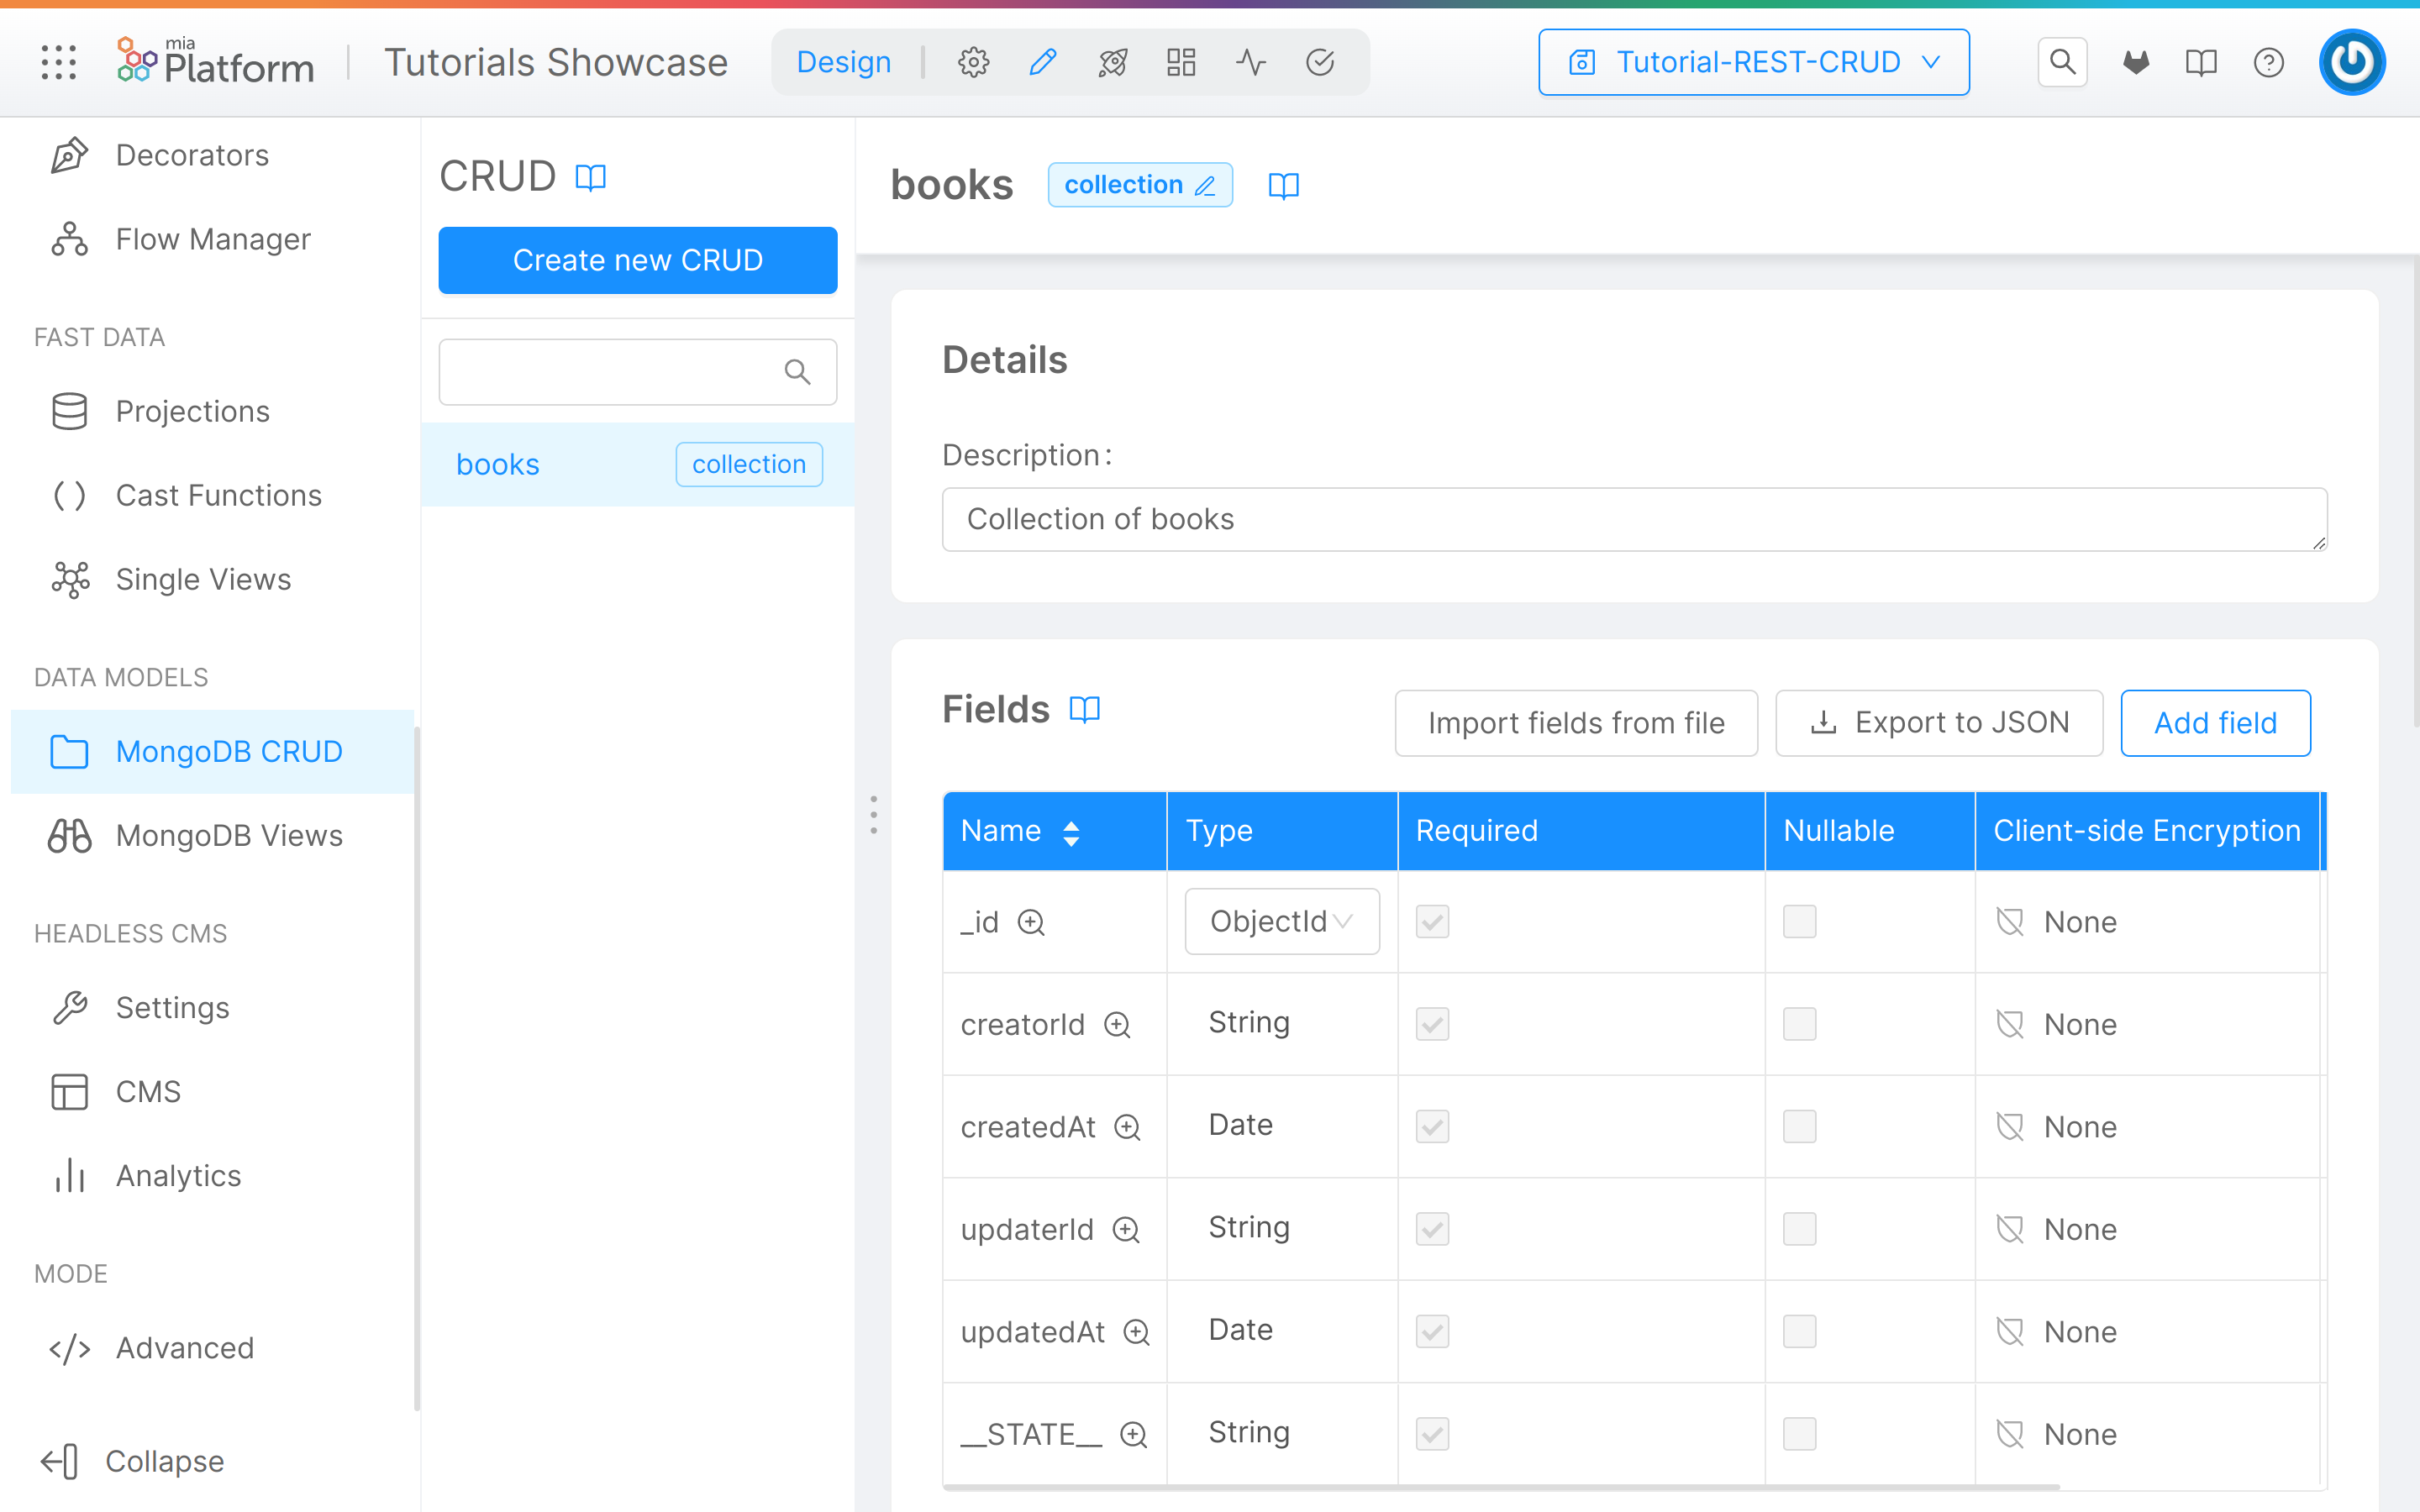 mia
Platform
Tutorials Showcase
Design
Tutorial-REST-CRUD
Decorators
Flow Manager
FAST DATA
Projections
Cast Functions
Single Views
DATA MODELS
MongoDB CRUD
MongoDB Views
HEADLESS CMS
Settings
CMS
Analytics
MODE
Advanced
Collapse
CRUD
Create new CRUD
books collection
books collection
Details
Description:
Collection of books
Fields
Import fields from file Export to JSON Add field
Name Type Required Nullable Client-side Encryption
_id ObjectId None
creatorId String None
createdAt Date None
updaterId String None
updatedAt Date None
__STATE__ String None